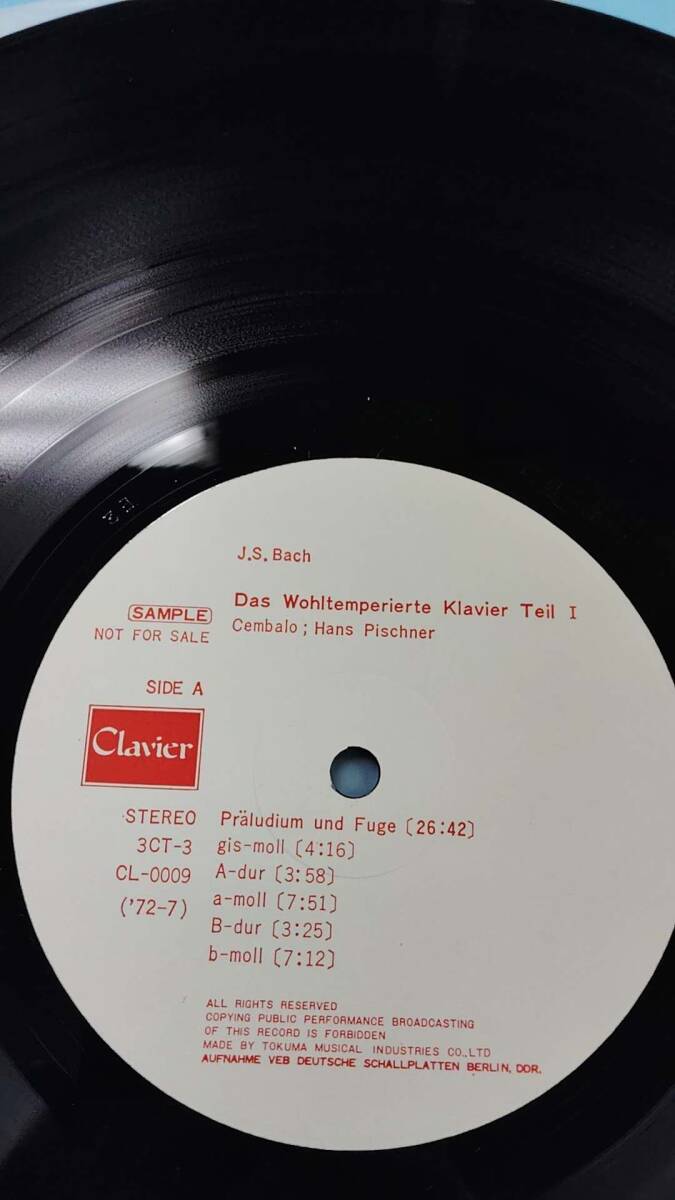 J.S. Bach
Das Wohltemperierte Klavier Teil I
Cembalo ; Hans Pischner
SAMPLE
NOT FOR SALE
SIDE A
Clavier
STEREO
3CT-3
CL-0009
('72-7)
Präludium und Fuge (26:42)
gis-moll (4:16)
A-dur (3:58)
a-moll (7:51)
B-dur (3:25)
b-moll (7:12)
ALL RIGHTS RESERVED
COPYING PUBLIC PERFORMANCE BROADCASTING
OF THIS RECORD IS FORBIDDEN
MADE BY TOKUMA MUSICAL INDUSTRIES CO.,LTD
AUFNAHME VEB DEUTSCHE SCHALLPLATTEN BERLIN, DDR.